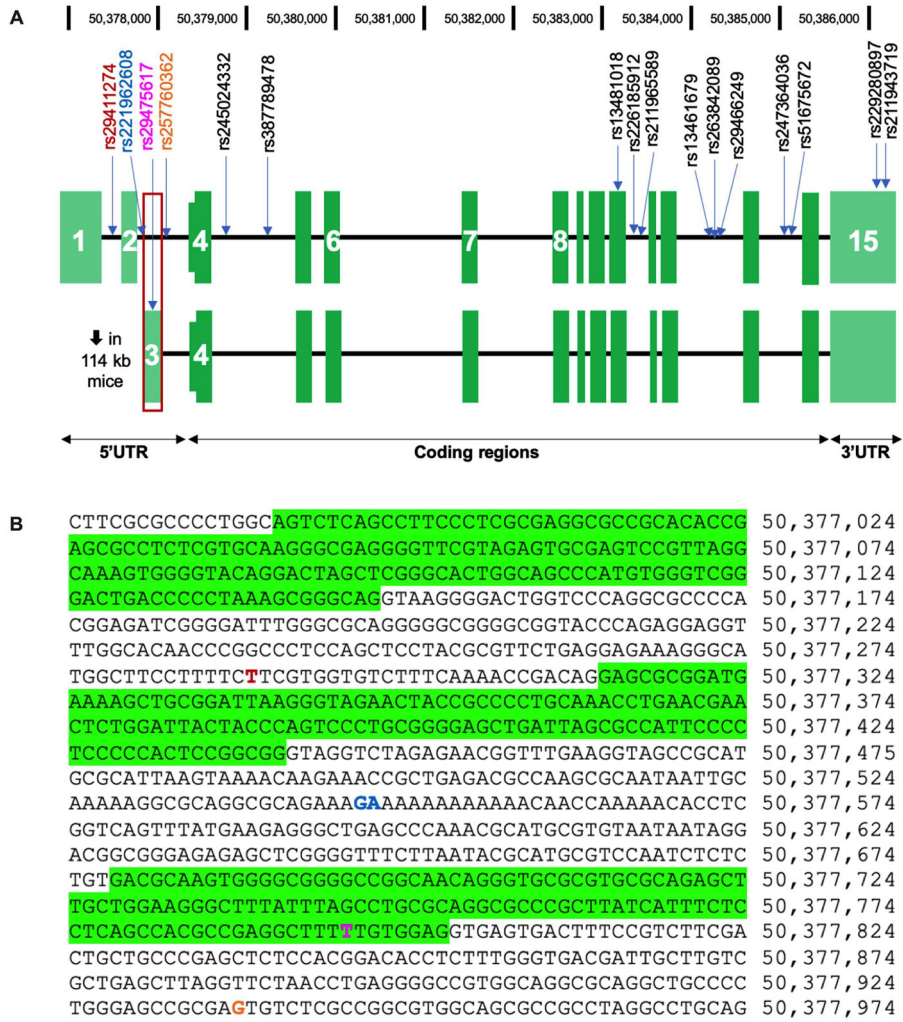 A
50,378,000 50,379,000 50,380,000 50,381,000 50,382,000 50,383,000 50,384,000 50,385,000 50,386,000
rs29411274
rs221962608
rs29475617
rs257760362
rs245024332
rs387789478
rs13481018
rs226185912
rs211965589
rs13461679
rs263842089
rs29466249
rs247364036
rs51675672
rs229280897
rs211943719
1 2 4 6 7 8 15
in
114 kb
mice
3 4
5'UTR Coding regions 3'UTR
B
CTTCGCGCCCCTGGCAGTCTCAGCCTTCCCTCGCGAGGCGCCGCACACCG 50,377,024
AGCGCCTCTCGTGCAAGGGCGAGGGGTTCGTAGAGTGCGAGTCCGTTAGG 50,377,074
CAAAGTGGGGTACAGGACTAGCTCGGGCACTGGCAGCCCATGTGGGTCGG 50,377,124
GACTGACCCCCTAAAGCGGGCAGGTAAGGGGACTGGTCCCAGGCGCCCCA 50,377,174
CGGAGATCGGGGATTTGGGCGCAGGGGGCGGGGCGGTACCCAGAGGAGGT 50,377,224
TTGGCACAACCCGGCCCTCCAGCTCCTACGCGTTCTGAGGAGAAAGGGCA 50,377,274
TGGCTTCCTTTTCTTCGTGGTGTCTTTCAAAACCGACAGGAGCGCGGATG 50,377,324
AAAAGCTGCGGATTAAGGGTAGAACTACCGCCCCTGCAAACCTGAACGAA 50,377,374
CTCTGGATTACTACCCAGTCCCTGCGGGGAGCTGATTAGCGCCATTCCCC 50,377,424
TCCCCCACTCCGGCGGGTAGGTCTAGAGAACGGTTTGAAGGTAGCCGCAT 50,377,475
GCGCATTAAGTAAAACAAGAAACCGCTGAGACGCCAAGCGCAATAATTGC 50,377,524
AAAAAGGCGCAGGCGCAGAAAGAAAAAAAAAAAAACAACCAAAAACACCTC 50,377,574
GGTCAGTTTATGAAGAGGGCTGAGCCCAAACGCATGCGTGTAATAATAGG 50,377,624
ACGGCGGGAGAGAGCTCGGGGTTTCTTAATACGCATGCGTCCAATCTCTC 50,377,674
TGTGACGCAAGTGGGGCGGGGCCGGCAACAGGGTGCGCGTGCGCAGAGCT 50,377,724
TGCTGGAAGGGCTTTATTTAGCCTGCGCAGGCGCCCGCTTATCATTTCTC 50,377,774
CTCAGCCACGCCGAGGCTTTTTTGTGGAGGTGAGTGACTTTCCGTCTTCGA 50,377,824
CTGCTGCCCGAGCTCTCCACGGACACCTCTTTGGGTGACGATTGCTTGTC 50,377,874
GCTGAGCTTAGGTTCTATCCTGAGGGGCCGTGGCAGGCGCAGGCTGCCCC 50,377,924
TGGGAGCCGCGAGTGTCTCGCCGGCGTGGCAGCGCCGCCTAGGCCTGCAG 50,377,974